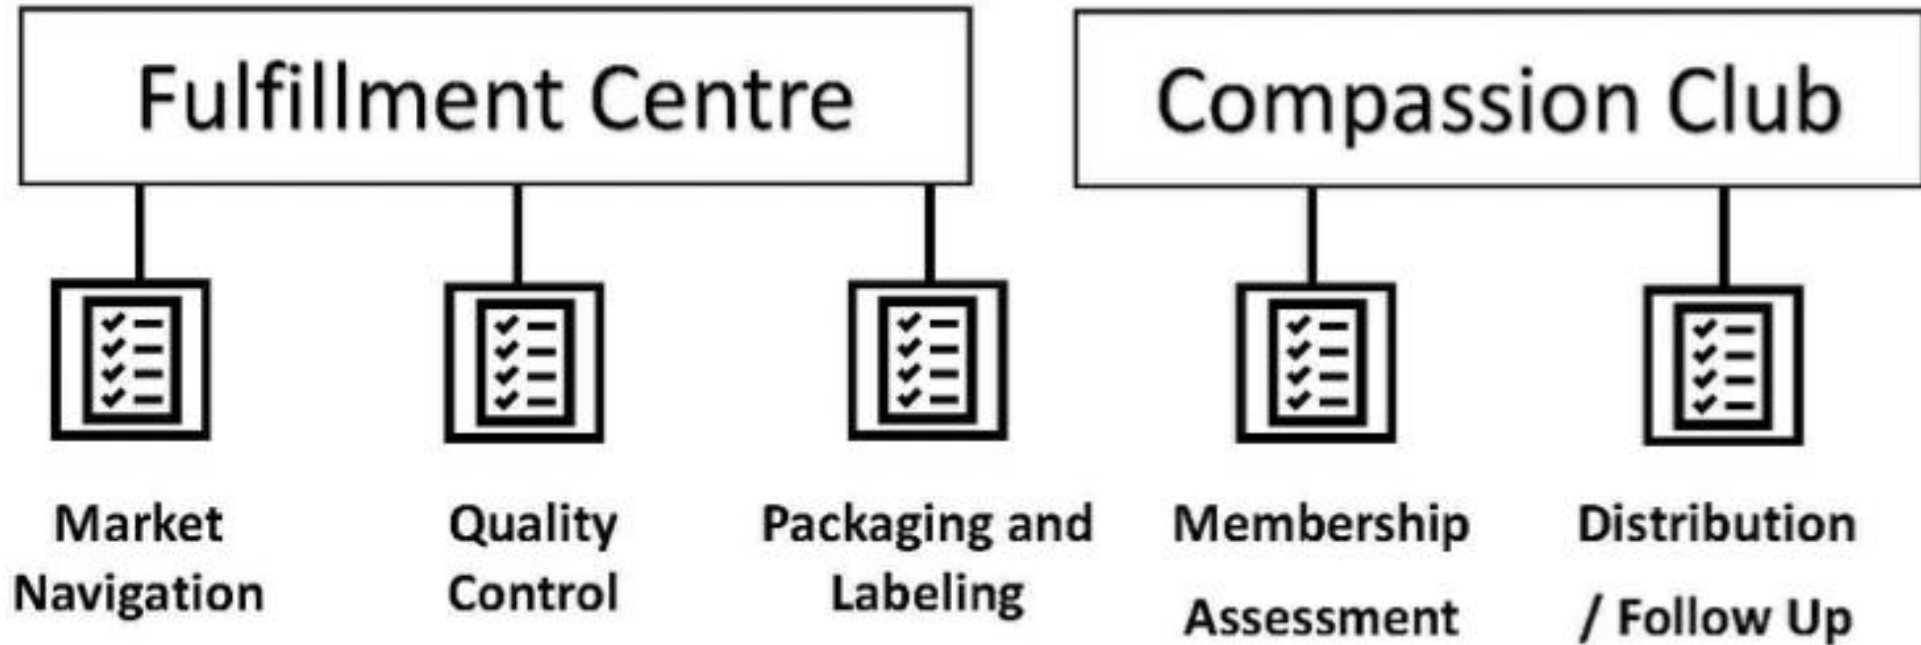 Fulfillment Centre
Compassion Club
Market
Navigation
Quality
Control
Packaging and
Labeling
Membership
Assessment
Distribution
/ Follow Up